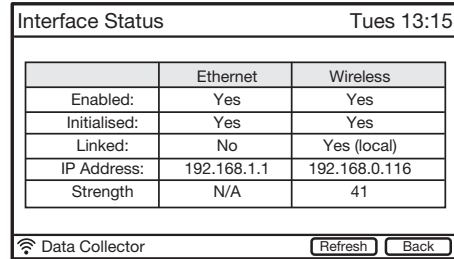 Interface Status Tues 13:15
Ethernet Wireless
Enabled: Yes Yes
Initialised: Yes Yes
Linked: No Yes (local)
IP Address: 192.168.1.1 192.168.0.116
Strength N/A 41
Data Collector Refresh Back